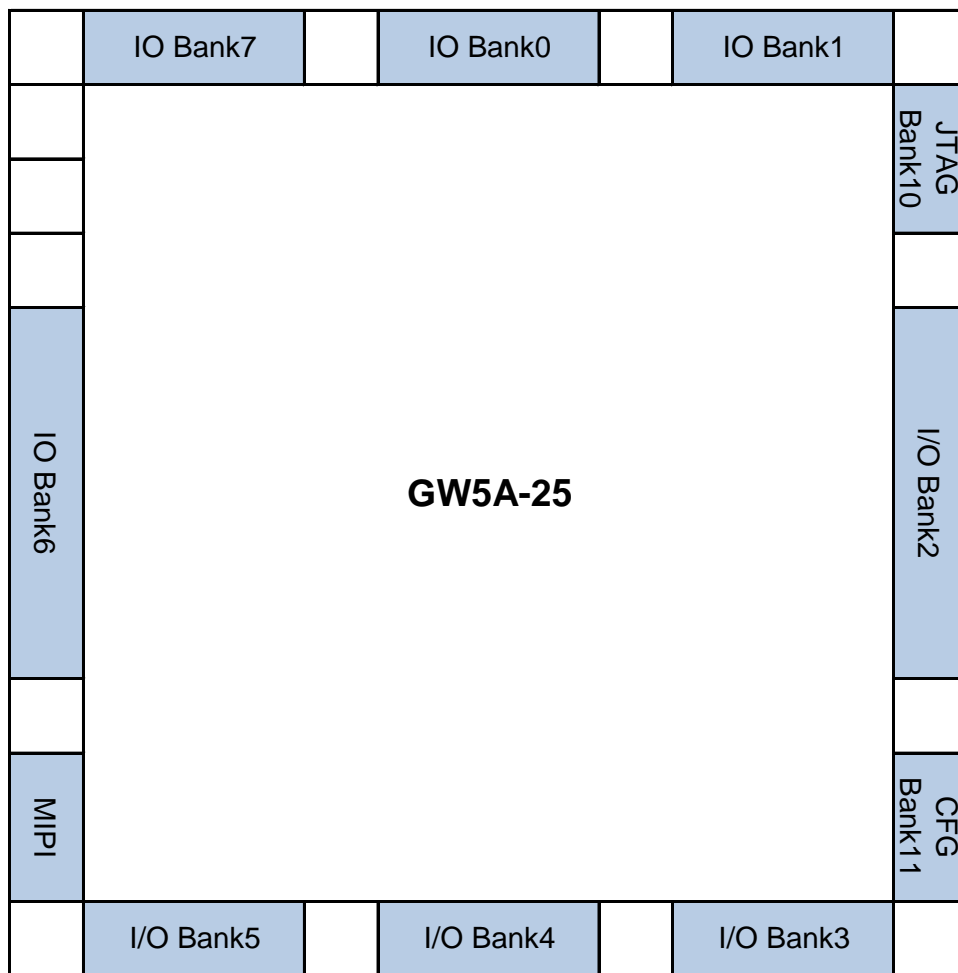 IO Bank7
IO Bank0
IO Bank1
JTAG
Bank10
IO Bank6
GW5A-25
I/O Bank2
MIPI
CFG
Bank11
I/O Bank5
I/O Bank4
I/O Bank3